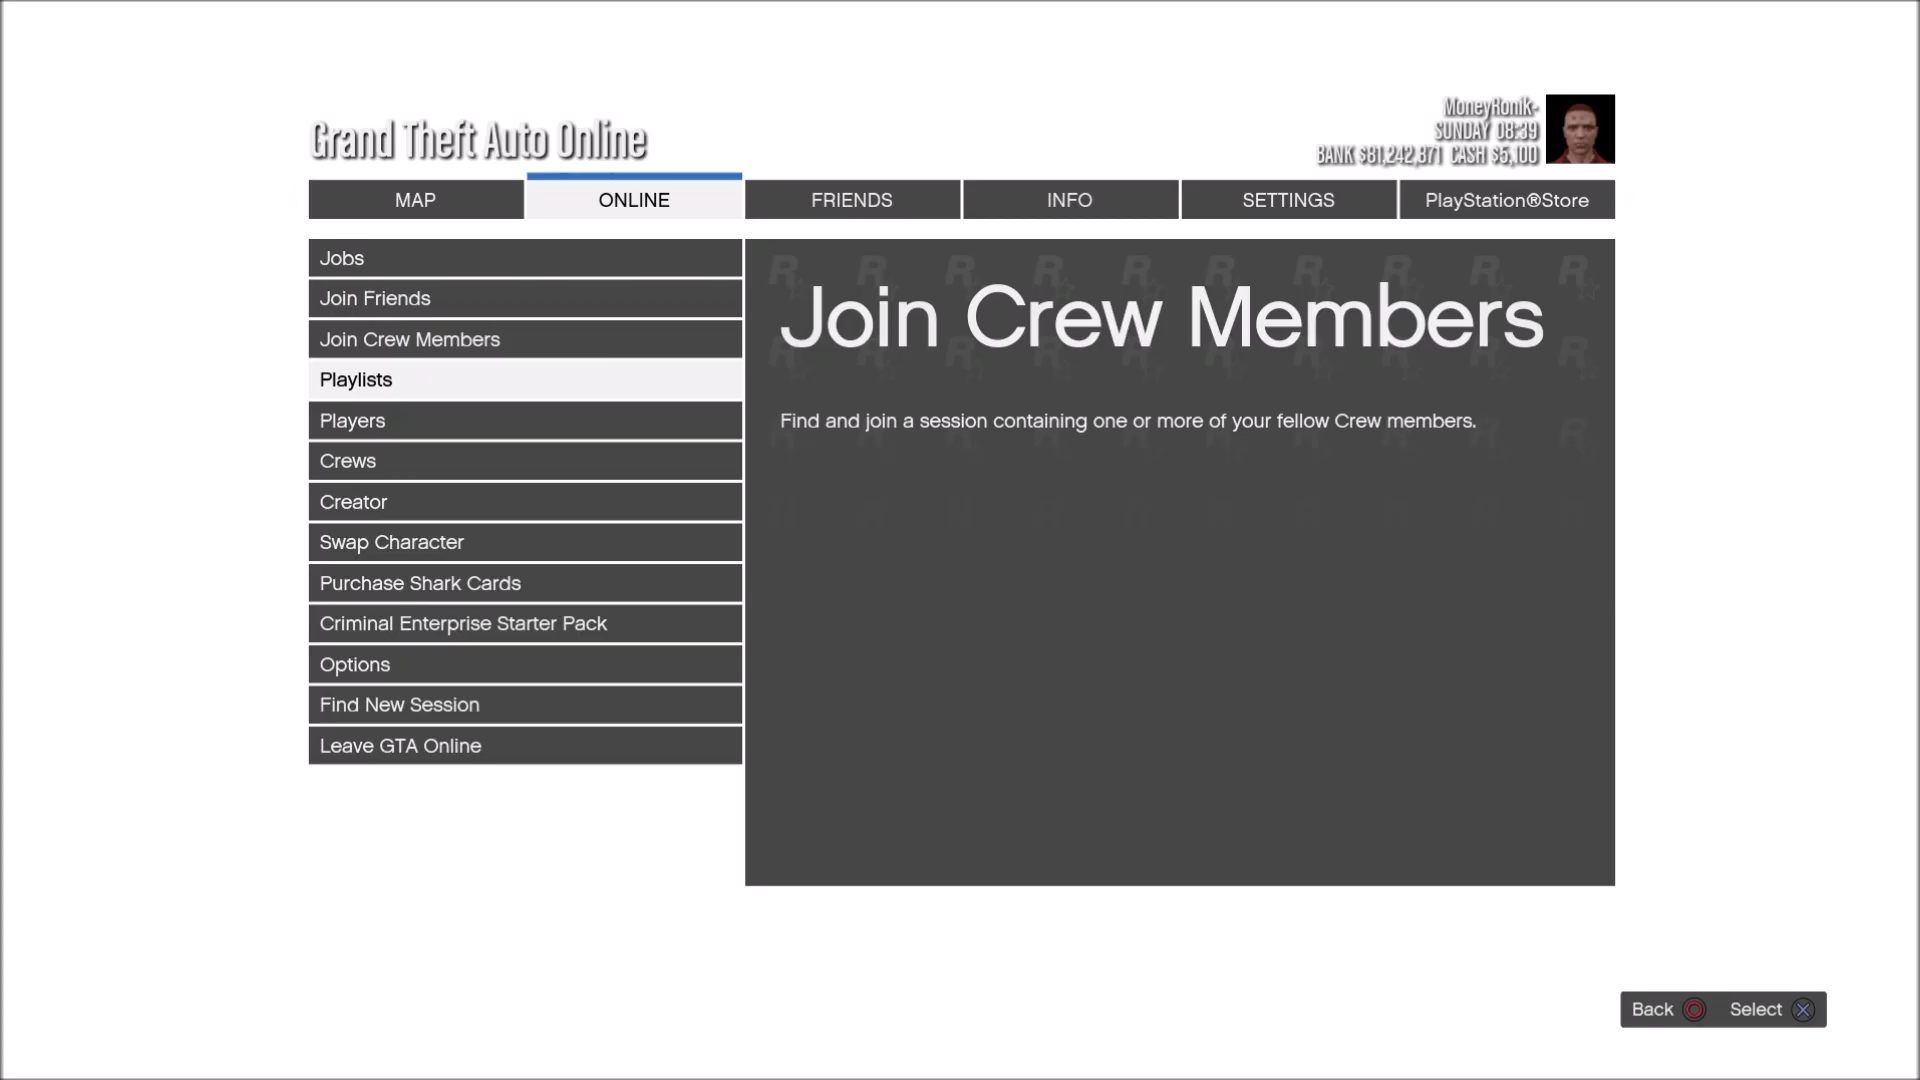 Grand Theft Auto Online
MoneyRonik-
SUNDAY 08:39
BANK $81,242,871 CASH $5,100
MAP
ONLINE
FRIENDS
INFO
SETTINGS
PlayStation®Store
Jobs
Join Friends
Join Crew Members
Playlists
Players
Crews
Creator
Swap Character
Purchase Shark Cards
Criminal Enterprise Starter Pack
Options
Find New Session
Leave GTA Online
Join Crew Members
Find and join a session containing one or more of your fellow Crew members.
Back Select